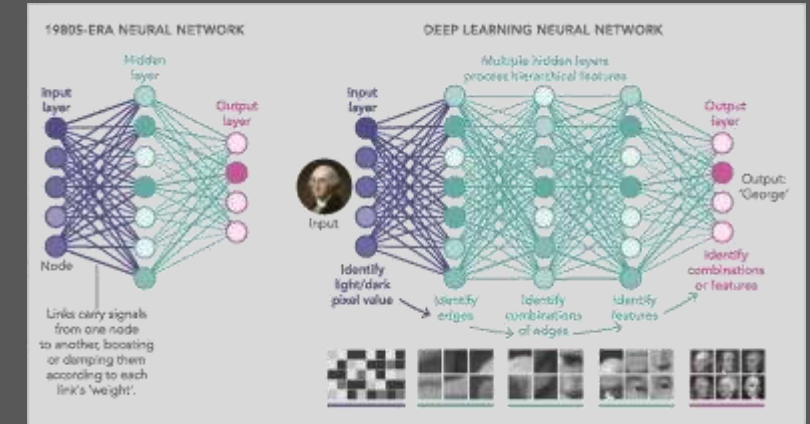 1980S-ERA NEURAL NETWORK
Hidden
layer
Input
layer
Output
layer
Node
Links carry signals
from one node
to another, boosting
or damping them
according to each
link's 'weight'.
DEEP LEARNING NEURAL NETWORK
Multiple hidden layers
process hierarchical features
Input
layer
Output
layer
Input
Output:
'George'
Identify
light/dark
pixel value
Identify
edges
Identify
combinations
of edges
Identify
features
Identify
combinations
or features